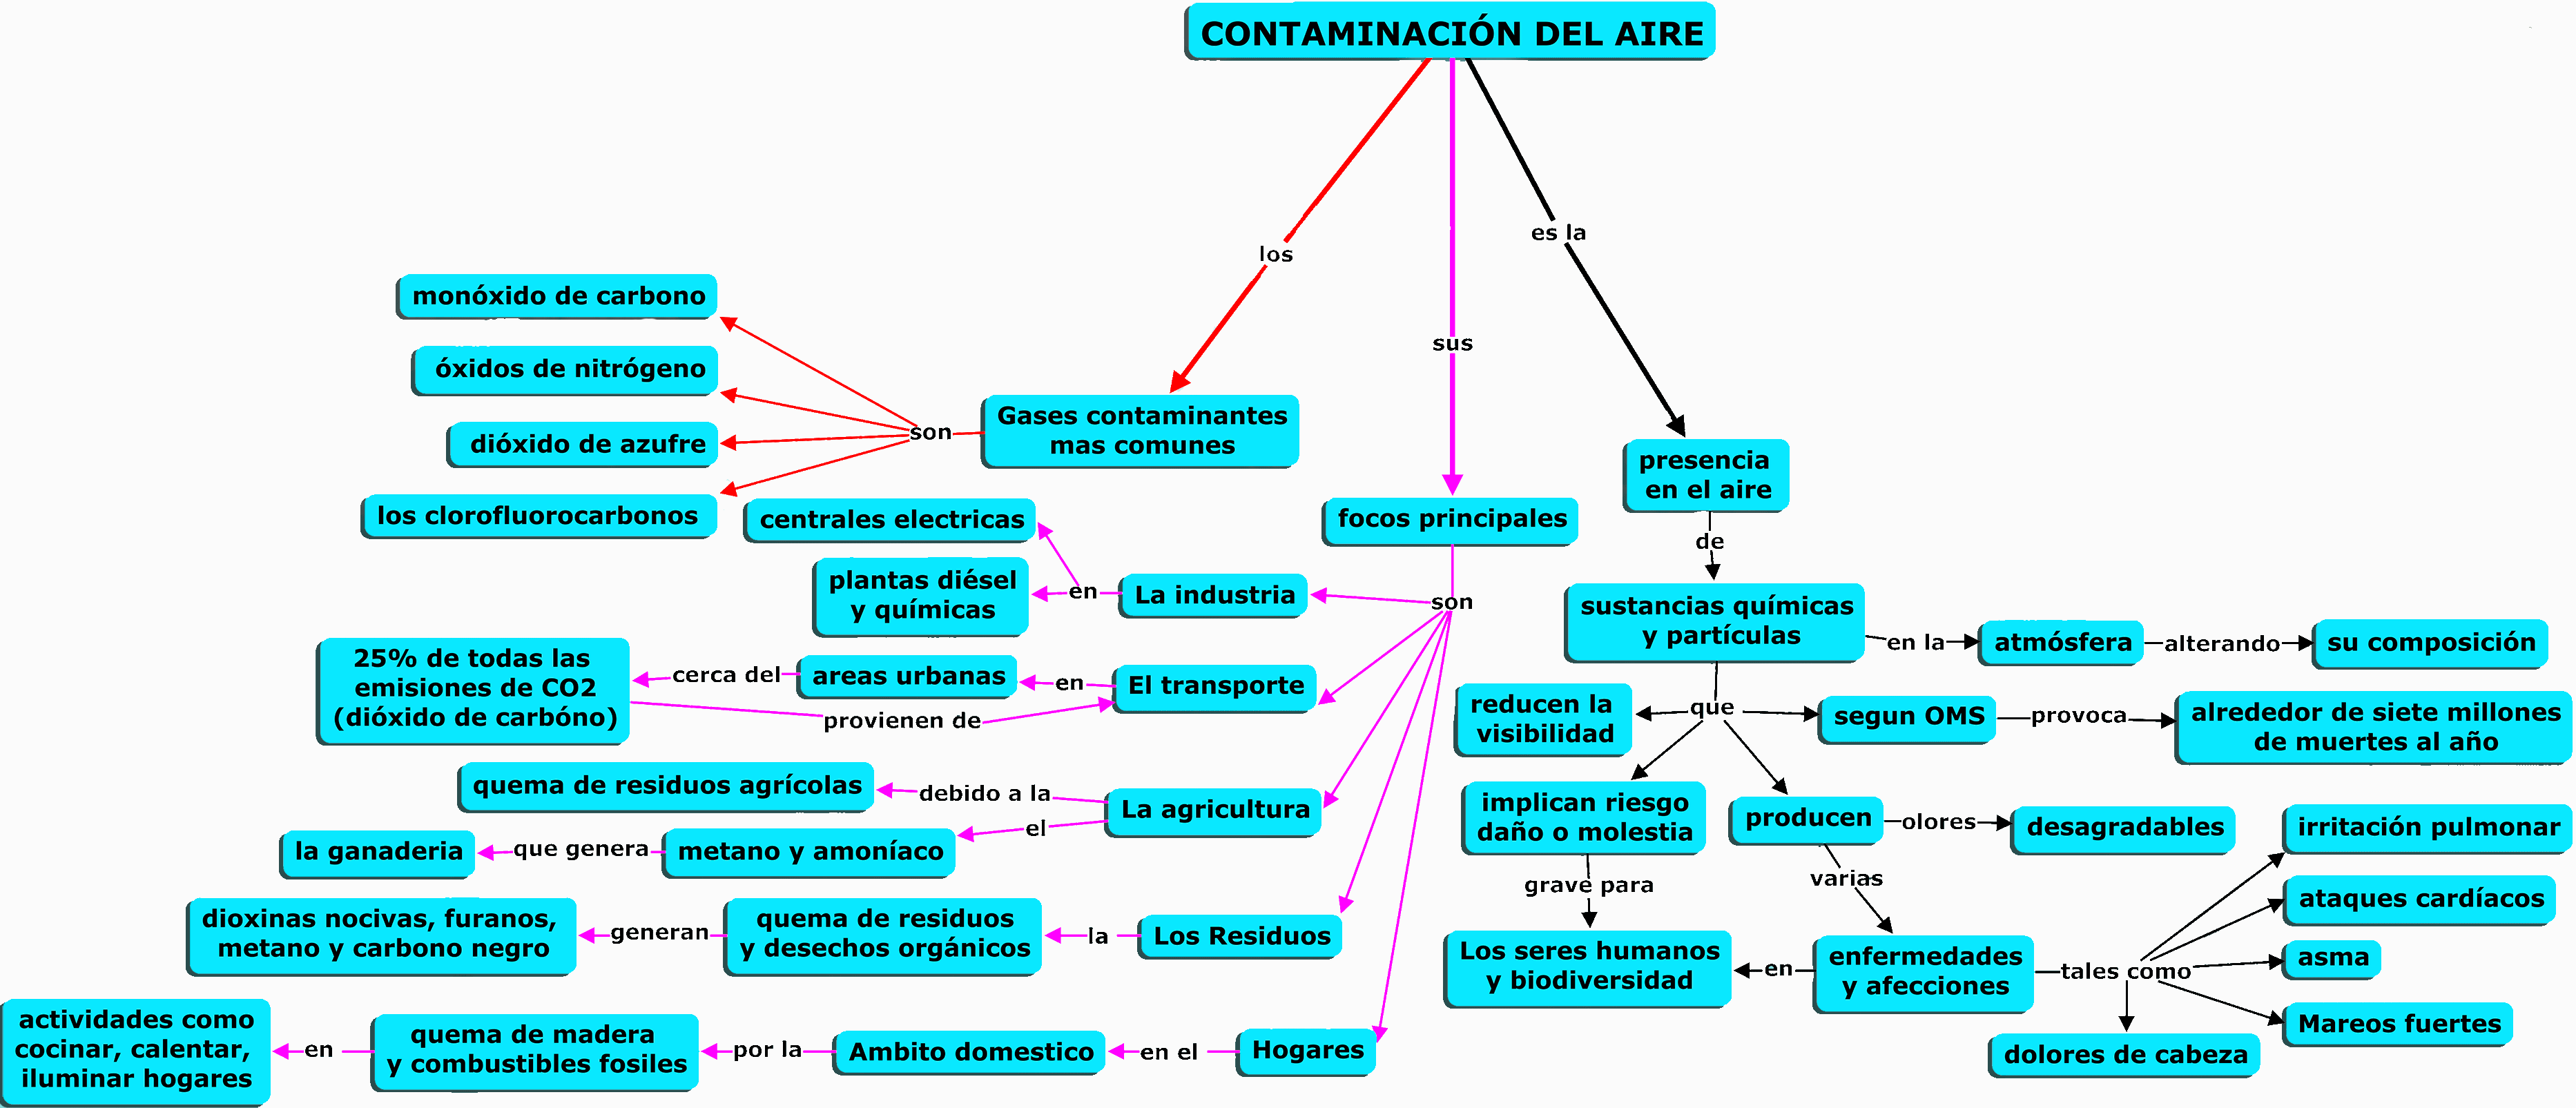 CONTAMINACIÓN DEL AIRE
los
sus
es la
Gases contaminantes
mas comunes
son
monóxido de carbono
óxidos de nitrógeno
dióxido de azufre
los clorofluorocarbonos
focos principales
son
La industria
en
centrales electricas
plantas diésel
y químicas
El transporte
en
areas urbanas
cerca del
25% de todas las
emisiones de CO2
(dióxido de carbóno)
provienen de
La agricultura
debido a la
quema de residuos agrícolas
el
metano y amoníaco
que genera
la ganaderia
Los Residuos
la
quema de residuos
y desechos orgánicos
generan
dioxinas nocivas, furanos,
metano y carbono negro
Hogares
en el
Ambito domestico
por la
quema de madera
y combustibles fosiles
en
actividades como
cocinar, calentar,
iluminar hogares
presencia
en el aire
de
sustancias químicas
y partículas
en la
atmósfera
alterando
su composición
que
reducen la
visibilidad
segun OMS
provoca
alrededor de siete millones
de muertes al año
implican riesgo
daño o molestia
grave para
Los seres humanos
y biodiversidad
producen
olores
desagradables
varias
enfermedades
y afecciones
en
tales como
irritación pulmonar
ataques cardíacos
asma
Mareos fuertes
dolores de cabeza